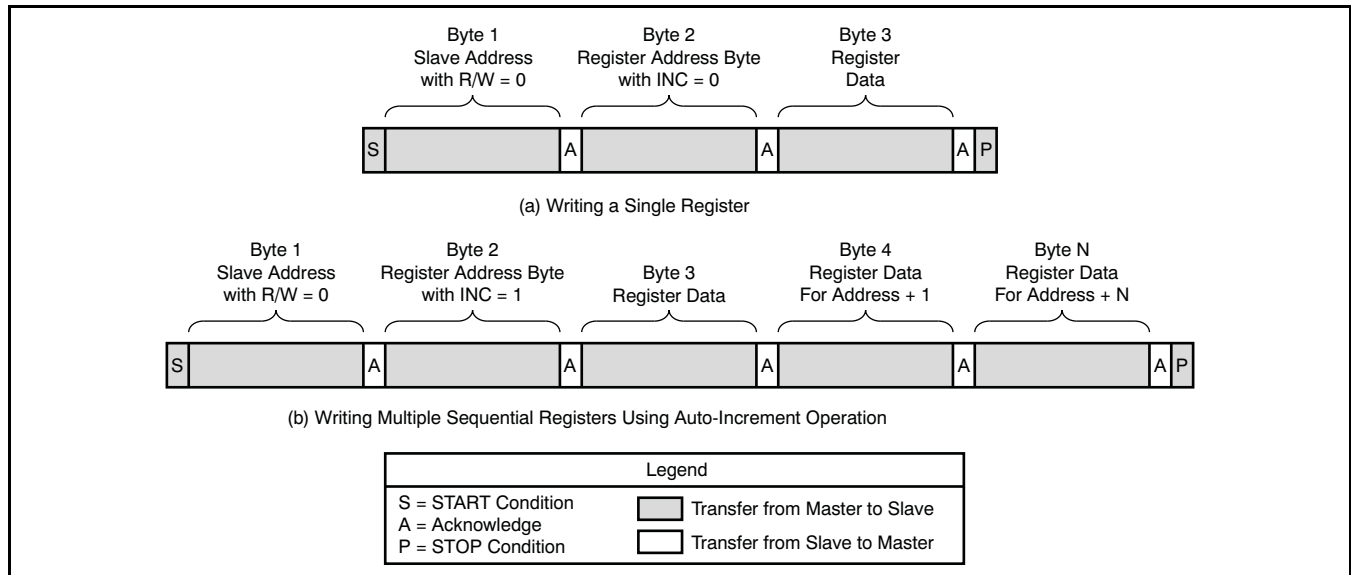 Byte 1
Slave Address
with R/W = 0
Byte 2
Register Address Byte
with INC = 0
Byte 3
Register
Data
S
A
A
A
P
(a) Writing a Single Register
Byte 1
Slave Address
with R/W = 0
Byte 2
Register Address Byte
with INC = 1
Byte 3
Register Data
Byte 4
Register Data
For Address + 1
Byte N
Register Data
For Address + N
S
A
A
A
A
A
P
(b) Writing Multiple Sequential Registers Using Auto-Increment Operation
Legend
S = START Condition
A = Acknowledge
P = STOP Condition
Transfer from Master to Slave
Transfer from Slave to Master